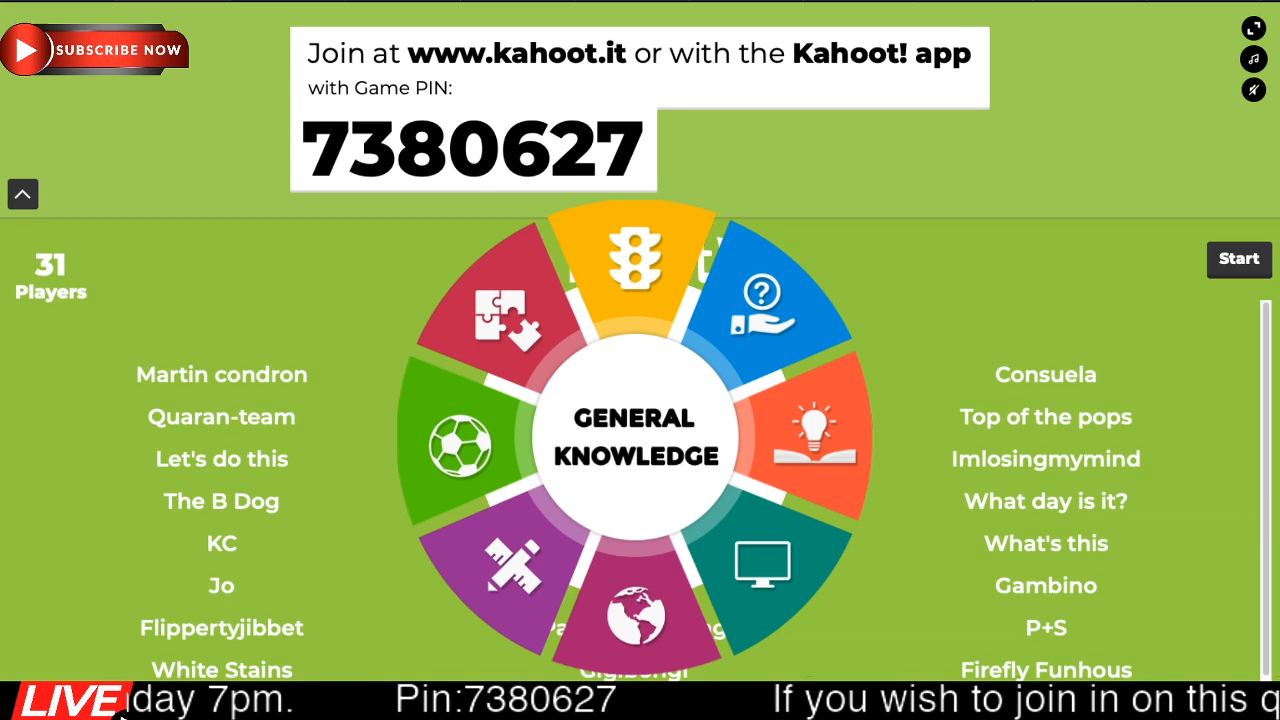 SUBSCRIBE NOW
Join at www.kahoot.it or with the Kahoot! app
with Game PIN:
7380627
31
Players
Start
GENERAL
KNOWLEDGE
Martin condron
Quaran-team
Let's do this
The B Dog
KC
Jo
Flippertyjibbet
White Stains
Consuela
Top of the pops
Imlosingmymind
What day is it?
What's this
Gambino
P+S
Firefly Funhous
LIVE
7pm. Pin:7380627 If you wish to join in on this